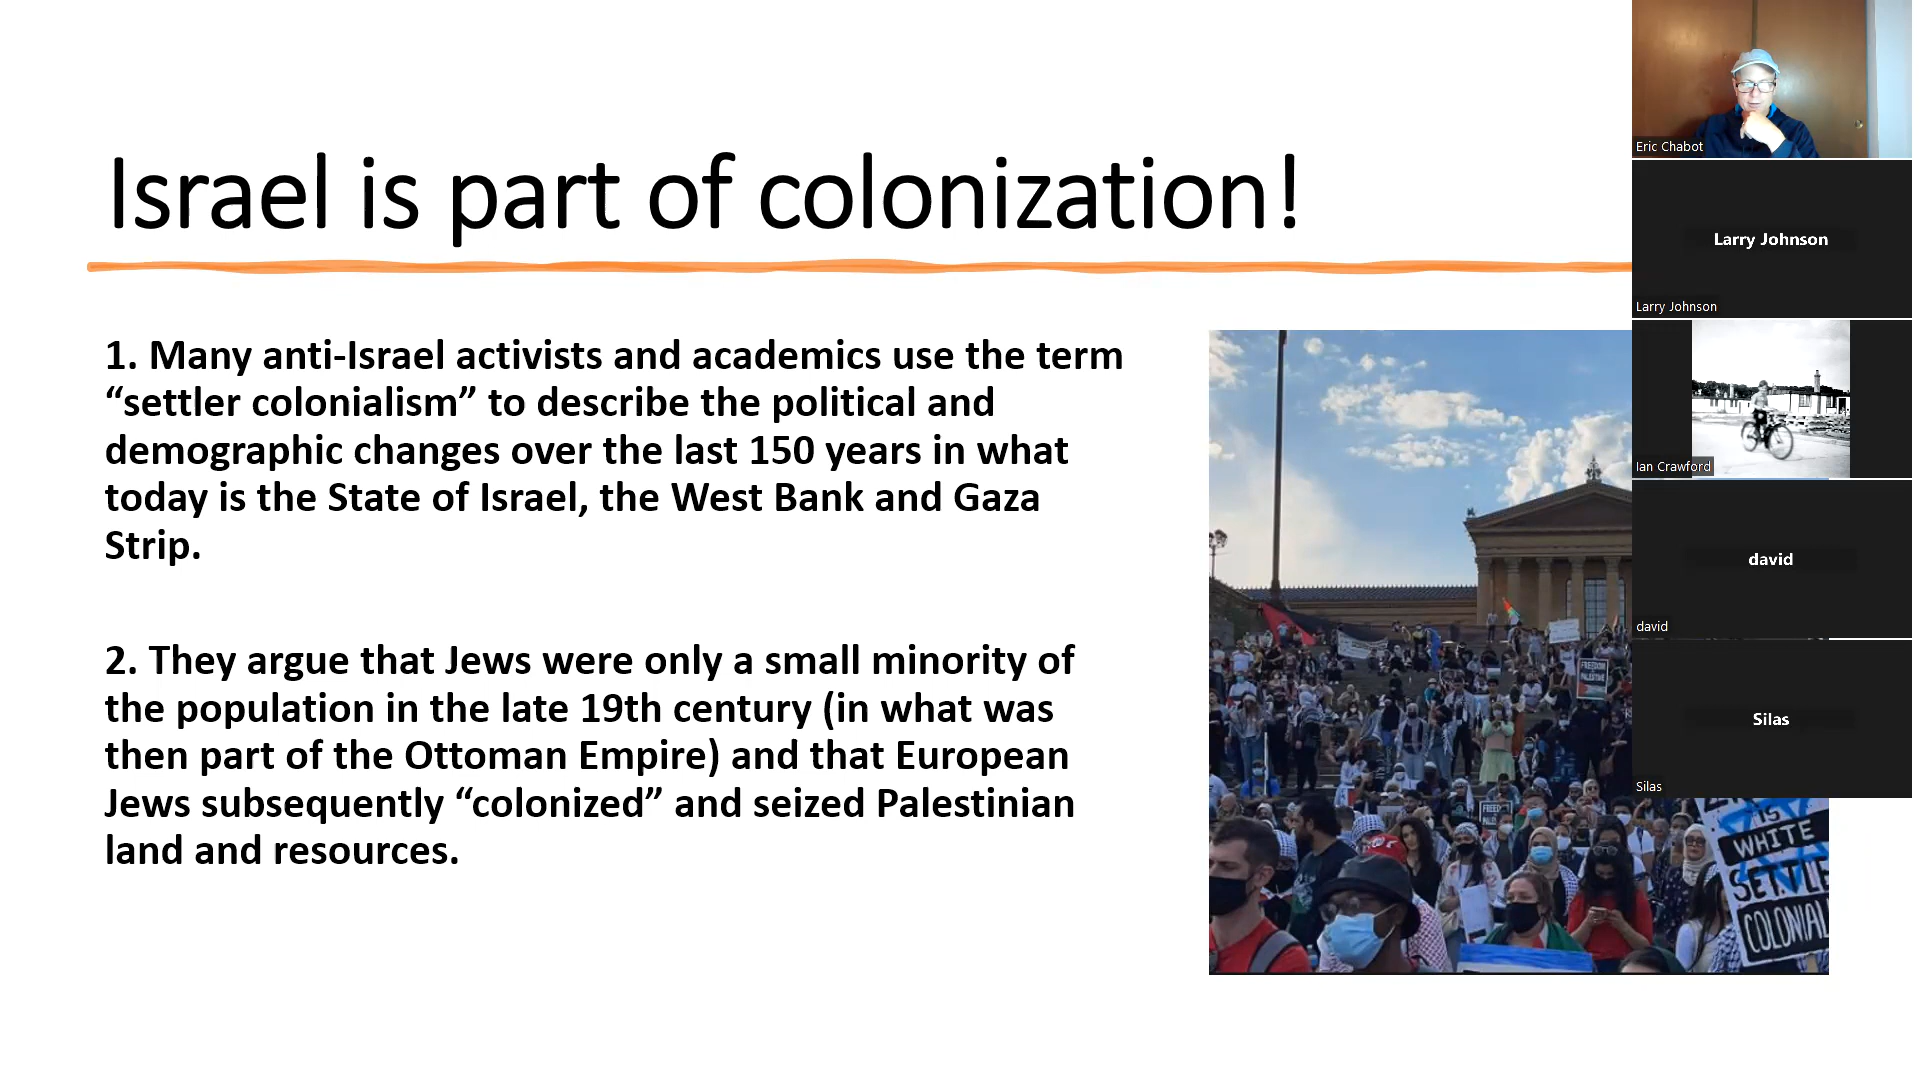 Israel is part of colonization!
1. Many anti-Israel activists and academics use the term
“settler colonialism” to describe the political and
demographic changes over the last 150 years in what
today is the State of Israel, the West Bank and Gaza
Strip.
2. They argue that Jews were only a small minority of
the population in the late 19th century (in what was
then part of the Ottoman Empire) and that European
Jews subsequently “colonized” and seized Palestinian
land and resources.
FREEDOM
PALESTINE
FREED
IS
WHITE
SETTLE
COLONIAL
Eric Chabot
Larry Johnson
Larry Johnson
Ian Crawford
david
david
Silas
Silas